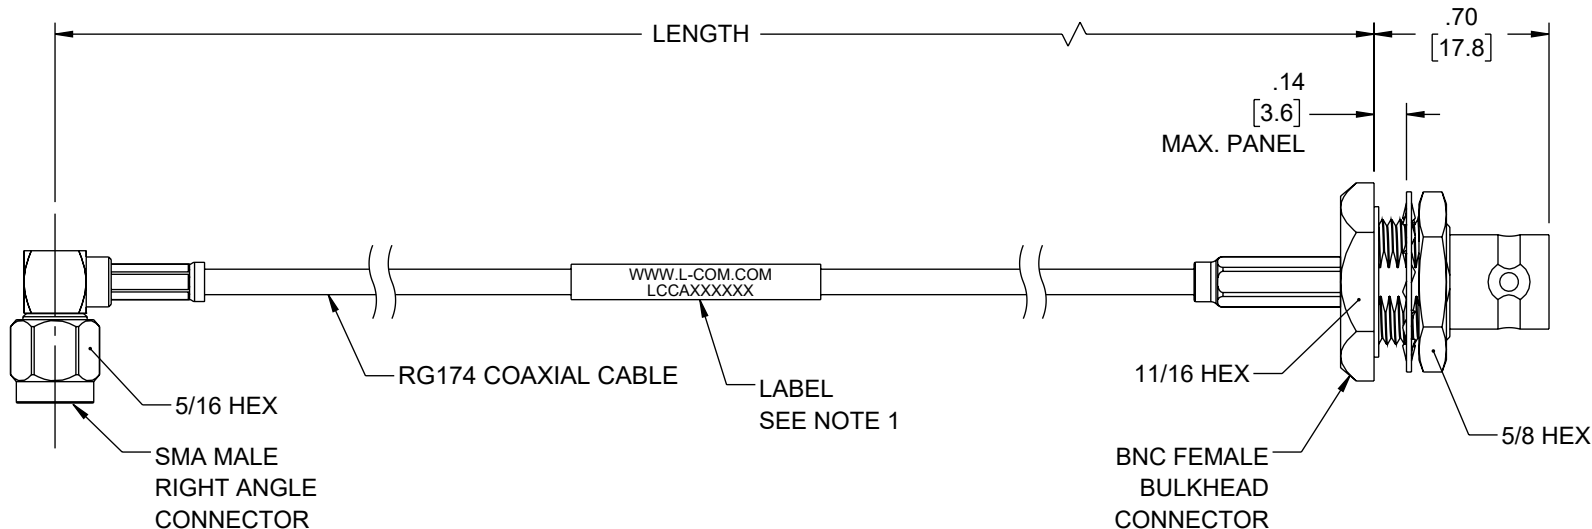 LENGTH
.70
[17.8]
.14
[3.6]
MAX. PANEL
WWW.L-COM.COM
LCCAXXXXXX
RG174 COAXIAL CABLE
LABEL
SEE NOTE 1
5/16 HEX
SMA MALE
RIGHT ANGLE
CONNECTOR
11/16 HEX
5/8 HEX
BNC FEMALE
BULKHEAD
CONNECTOR